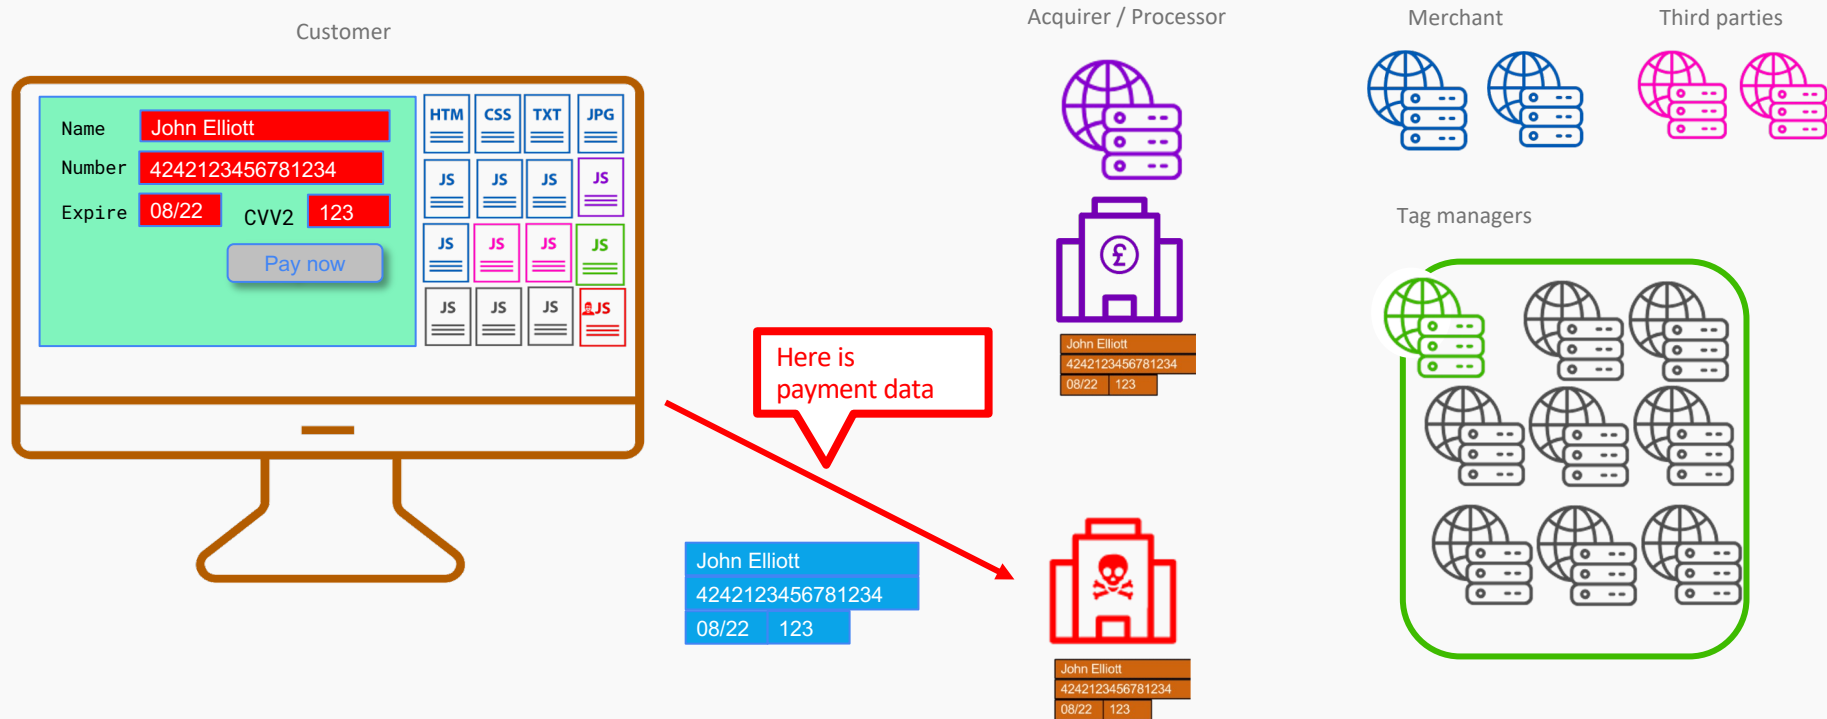 Customer
Acquirer / Processor
Merchant
Third parties
Name
John Elliott
Number
4242123456781234
Expire
08/22
CVV2
123
Pay now
HTM
CSS
TXT
JPG
JS
JS
JS
JS
JS
JS
JS
JS
JS
JS
JS
JS
Tag managers
£
John Elliott
4242123456781234
08/22
123
Here is
payment data
John Elliott
4242123456781234
08/22
123
John Elliott
4242123456781234
08/22
123